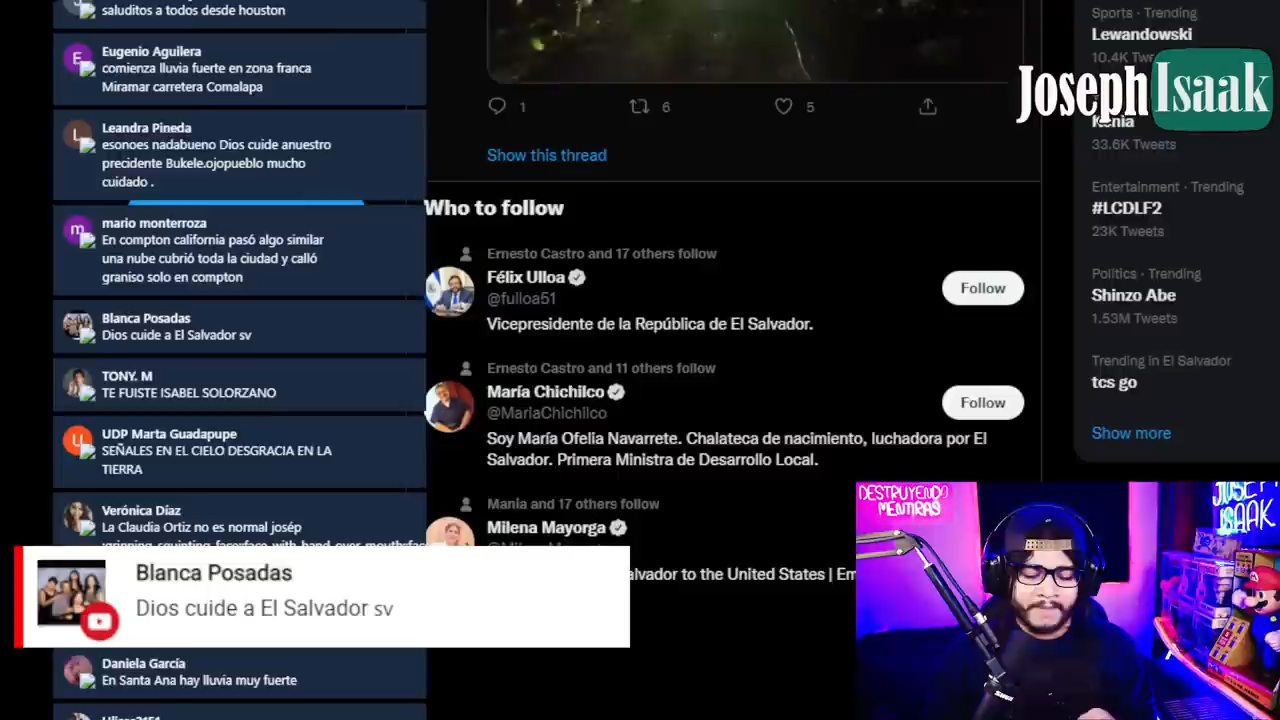 saluditos a todos desde houston
Eugenio Aguilera
comienza lluvia fuerte en zona franca
Miramar carretera Comalapa
Leandra Pineda
esonoes nadabueno Dios cuide anuestro
presidente Bukele.ojopueblo mucho
cuidado .
mario monterroza
En compton california pasó algo similar
una nube cubrió toda la ciudad y calló
graniso solo en compton
Blanca Posadas
Dios cuide a El Salvador sv
TONY. M
TE FUISTE ISABEL SOLORZANO
UDP Marta Guadapupe
SEÑALES EN EL CIELO DESGRACIA EN LA
TIERRA
Verónica Díaz
La Claudia Ortiz no es normal josép
Blanca Posadas
Dios cuide a El Salvador sv
Daniela García
En Santa Ana hay lluvia muy fuerte
1
6
5
Show this thread
Who to follow
Ernesto Castro and 17 others follow
Félix Ulloa
@fulloa51
Follow
Vicepresidente de la República de El Salvador.
Ernesto Castro and 11 others follow
María Chichilco
@MariaChichilco
Follow
Soy María Ofelia Navarrete. Chalateca de nacimiento, luchadora por El
Salvador. Primera Ministra de Desarrollo Local.
Mania and 17 others follow
Milena Mayorga
alvador to the United States | Em
Sports · Trending
Lewandowski
10.4K Twe
Joseph Isaak
Kenia
33.6K Tweets
Entertainment · Trending
#LCDLF2
23K Tweets
Politics · Trending
Shinzo Abe
1.53M Tweets
Trending in El Salvador
tcs go
Show more
DESTRUYENDO
MENTIRAS
JOSEPH
ISAAK